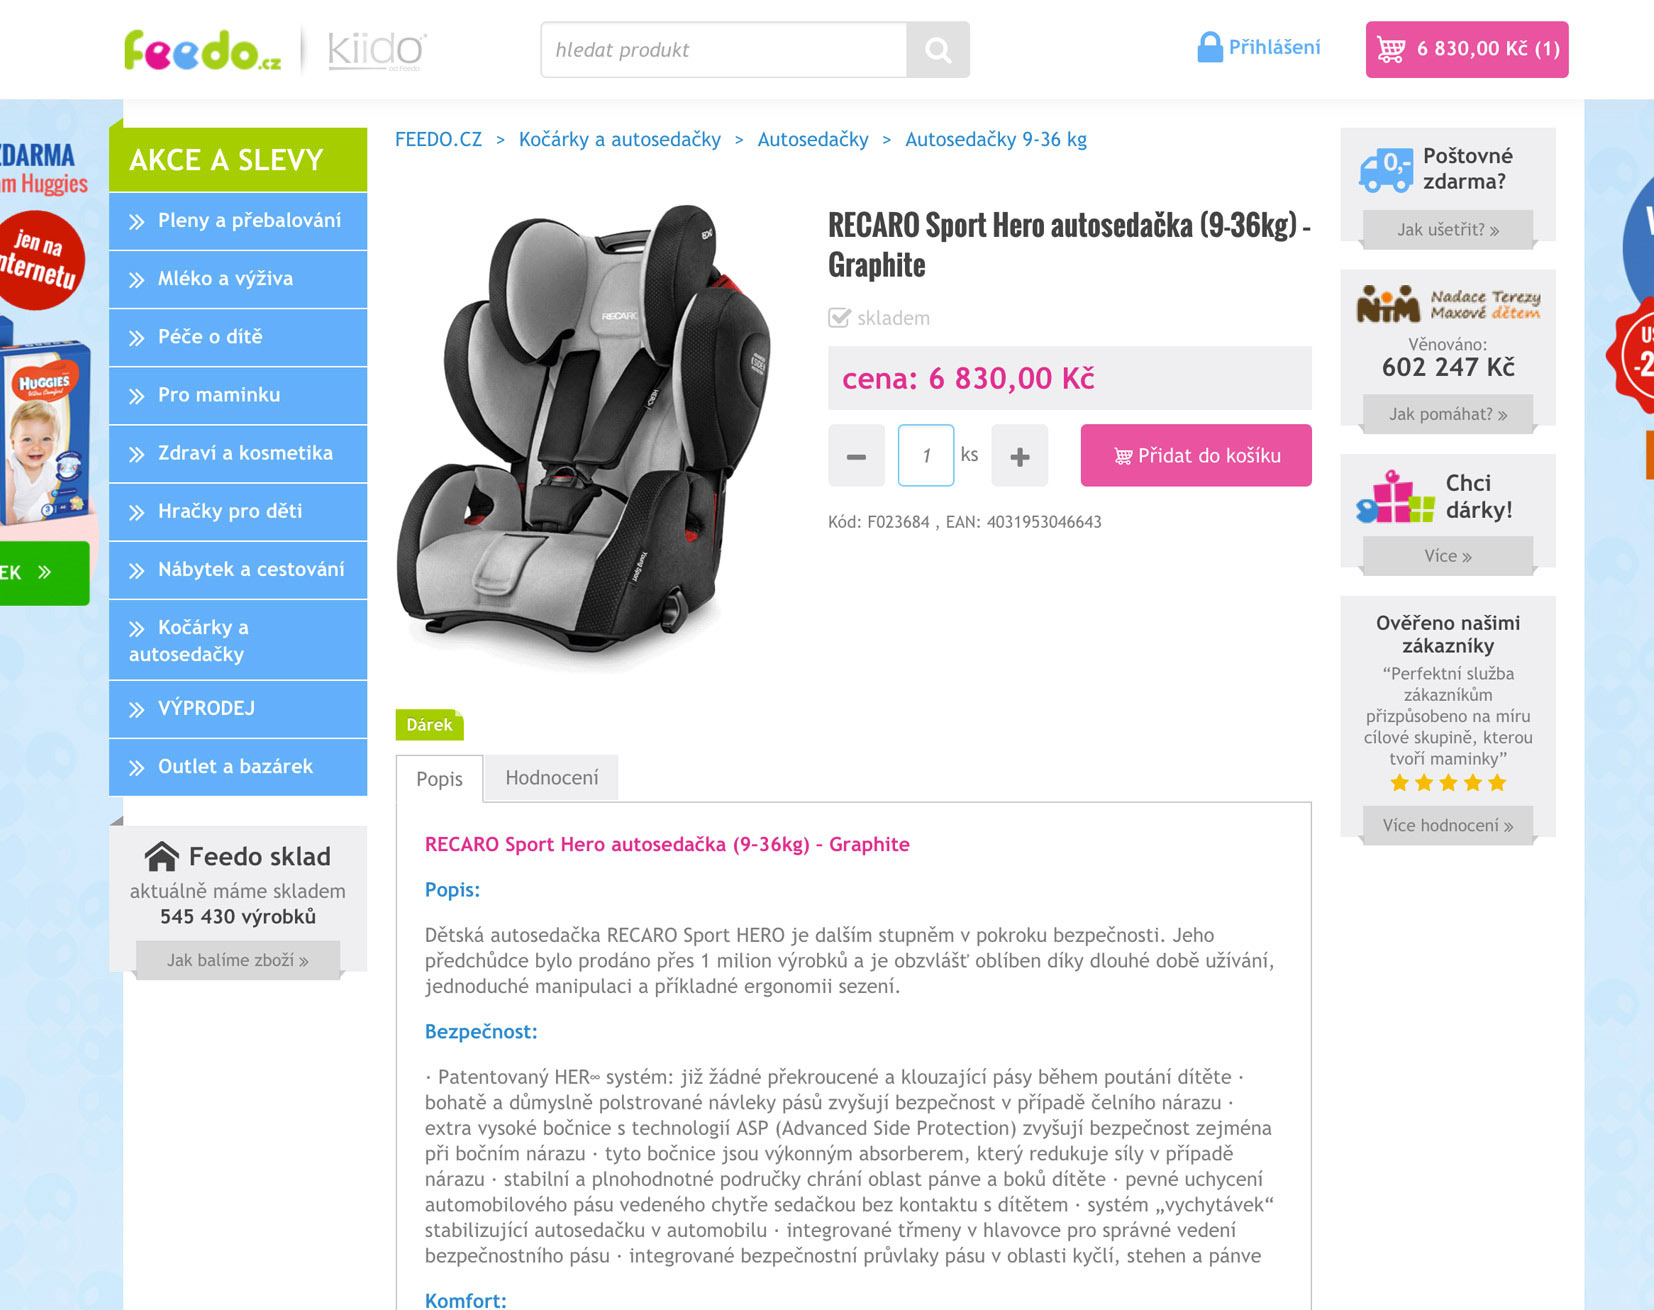 Feedo.cz
Kiido
od Feedo
hledat produkt
Přihlášení
6 830,00 Kč (1)
ZDARMA
Huggies
jen na
internetu
HUGGIES
AKCE A SLEVY
Pleny a přebalování
Mléko a výživa
Péče o dítě
Pro maminku
Zdraví a kosmetika
Hračky pro děti
Nábytek a cestování
Kočárky a
autosedačky
VÝPRODEJ
Outlet a bazárek
Feedo sklad
aktuálně máme skladem
545 430 výrobků
Jak balíme zboží »
FEEDO.CZ > Kočárky a autosedačky > Autosedačky > Autosedačky 9-36 kg
RECARO
HERO
Young Sport
RECARO Sport Hero autosedačka (9-36kg) -
Graphite
skladem
cena: 6 830,00 Kč
− 1 ks +
Přidat do košíku
Kód: F023684 , EAN: 4031953046643
Dárek
Popis
Hodnocení
RECARO Sport Hero autosedačka (9–36kg) – Graphite
Popis:
Dětská autosedačka RECARO Sport HERO je dalším stupněm v pokroku bezpečnosti. Jeho
předchůdce bylo prodáno přes 1 milion výrobků a je obzvlášť oblíben díky dlouhé době užívání,
jednoduché manipulaci a příkladné ergonomii sezení.
Bezpečnost:
· Patentovaný HER∞ systém: již žádné překroucené a klouzající pásy během poutání dítěte ·
bohatě a důmyslně polstrované návleky pásů zvyšují bezpečnost v případě čelního nárazu ·
extra vysoké bočnice s technologií ASP (Advanced Side Protection) zvyšují bezpečnost zejména
při bočním nárazu · tyto bočnice jsou výkonným absorberem, který redukuje síly v případě
nárazu · stabilní a plnohodnotné područky chrání oblast pánve a boků dítěte · pevné uchycení
automobilového pásu vedeného chytře sedačkou bez kontaktu s dítětem · systém „vychytávek“
stabilizující autosedačku v automobilu · integrované třmeny v hlavovce pro správné vedení
bezpečnostního pásu · integrované bezpečnostní průvlaky pásu v oblasti kyčlí, stehen a pánve
Komfort:
0,-
Poštovné
zdarma?
Jak ušetřit? »
NTM
Nadace Terezy
Maxové dětem
Věnováno:
602 247 Kč
Jak pomáhat? »
Chci
dárky!
Více »
Ověřeno našimi
zákazníky
“Perfektní služba
zákazníkům
přizpůsobeno na míru
cílové skupině, kterou
tvoří maminky”
Více hodnocení »